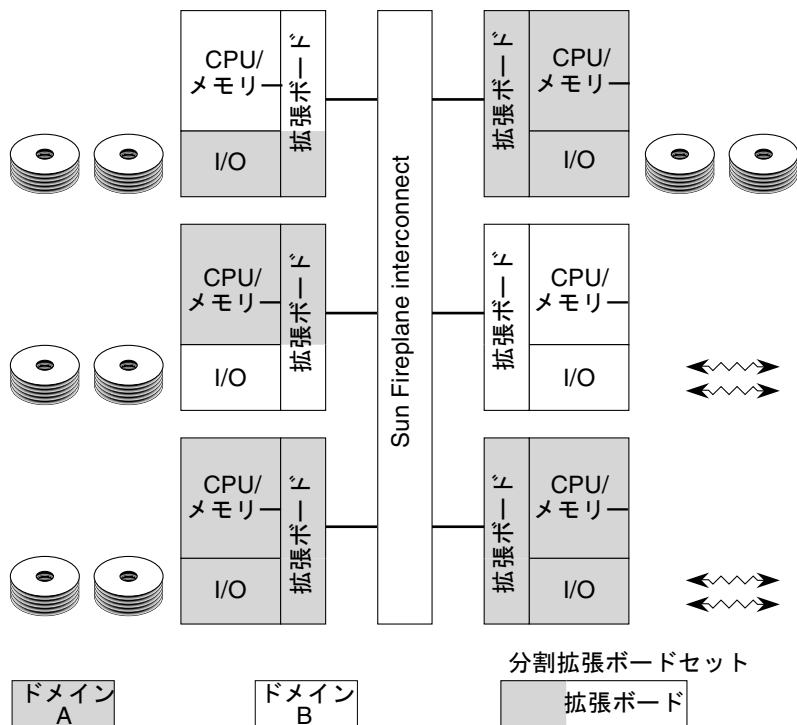 CPU/
メモリー
I/O
拡張ボード
Sun Fireplane interconnect
拡張ボード
CPU/
メモリー
I/O
CPU/
メモリー
I/O
拡張ボード
拡張ボード
CPU/
メモリー
I/O
CPU/
メモリー
I/O
拡張ボード
拡張ボード
CPU/
メモリー
I/O
ドメイン
A
ドメイン
B
分割拡張ボードセット
拡張ボード